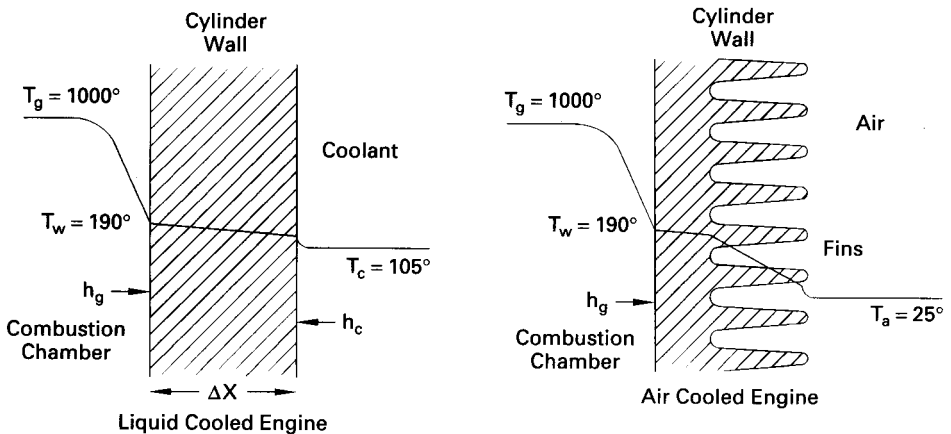 Cylinder
Wall
T_g = 1000°
Coolant
T_w = 190°
T_c = 105°
h_g
h_c
Combustion
Chamber
ΔX
Liquid Cooled Engine
Cylinder
Wall
T_g = 1000°
Air
T_w = 190°
Fins
h_g
T_a = 25°
Combustion
Chamber
Air Cooled Engine